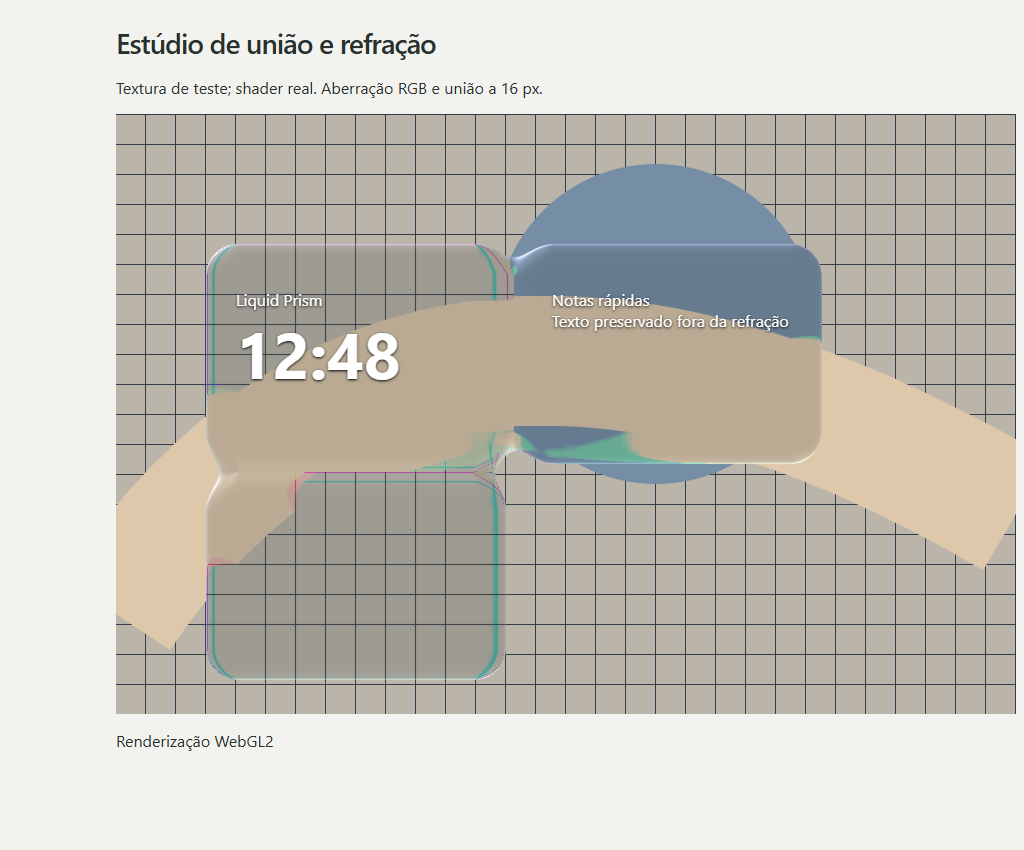 Estúdio de união e refração
Textura de teste; shader real. Aberração RGB e união a 16 px.
Liquid Prism
12:48
Notas rápidas
Texto preservado fora da refração
Renderização WebGL2